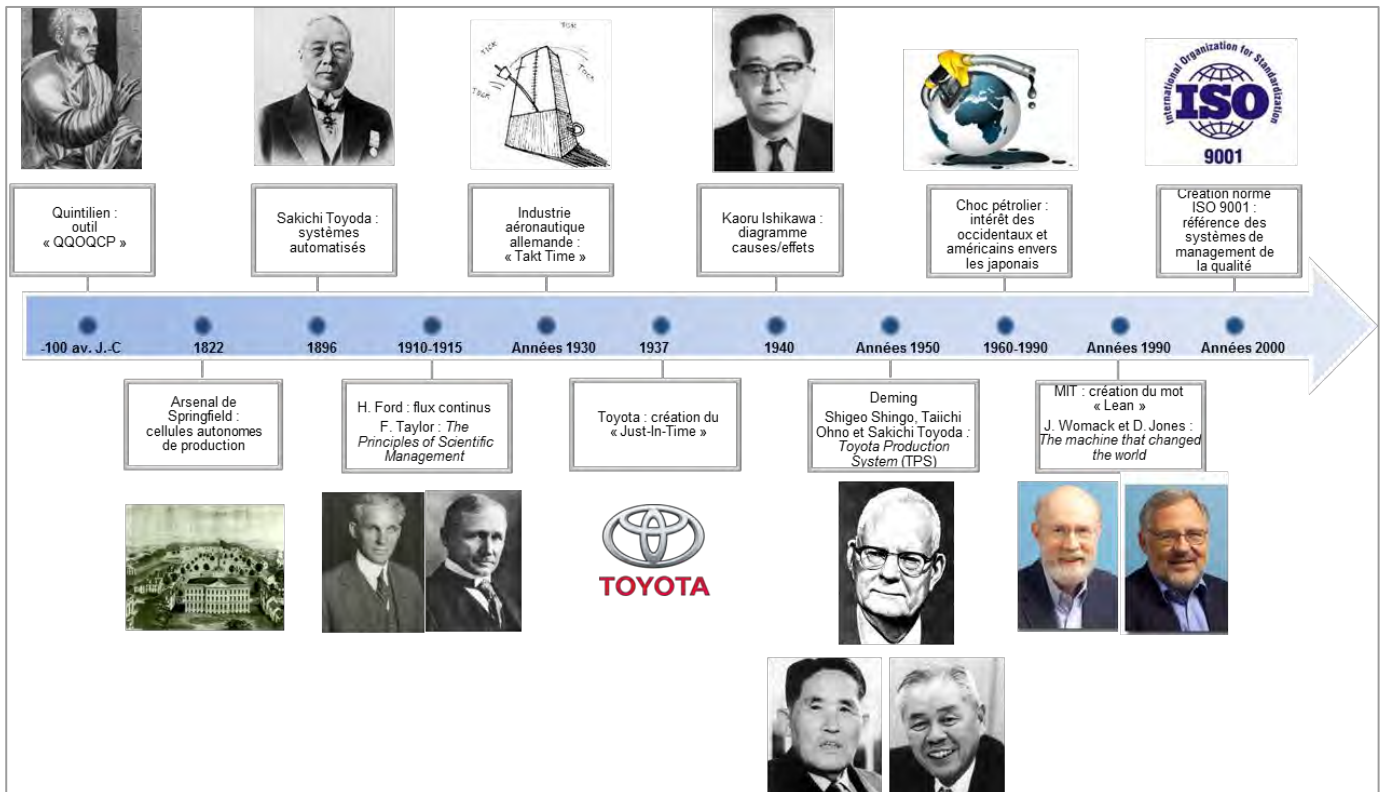 TICK
TOCK
TICK
TOCK
International Organization for Standardization
ISO
9001
Quintilien :
outil
« QQOQCP »
Sakichi Toyoda :
systèmes
automatisés
Industrie
aéronautique
allemande :
« Takt Time »
Kaoru Ishikawa :
diagramme
causes/effets
Choc pétrolier :
intérêt des
occidentaux et
américains envers
les japonais
Création norme
ISO 9001 :
référence des
systèmes de
management de
la qualité
-100 av. J.-C
1822
1896
1910-1915
Années 1930
1937
1940
Années 1950
1960-1990
Années 1990
Années 2000
Arsenal de
Springfield :
cellules autonomes
de production
H. Ford : flux continus
F. Taylor : The
Principles of Scientific
Management
Toyota : création du
« Just-In-Time »
Deming
Shigeo Shingo, Taiichi
Ohno et Sakichi Toyoda :
Toyota Production
System (TPS)
MIT : création du mot
« Lean »
J. Womack et D. Jones :
The machine that changed
the world
TOYOTA